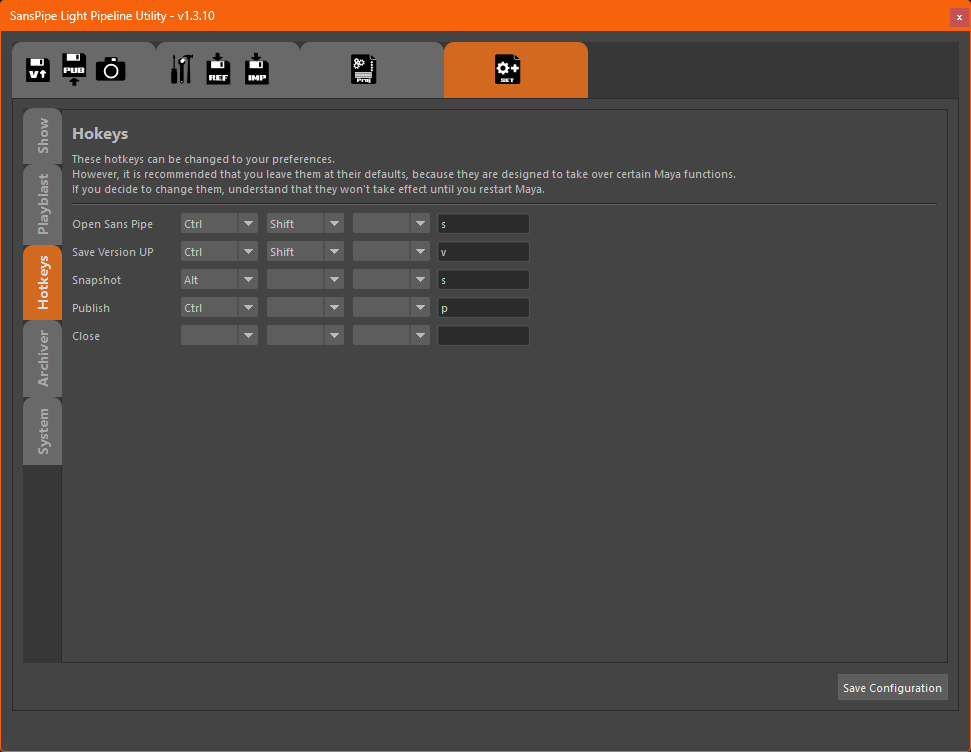 SansPipe Light Pipeline Utility - v1.3.10
x
V↑ PUB REF IMP Proj SET
Show
Playblast
Hotkeys
Archiver
System
Hokeys
These hotkeys can be changed to your preferences.
However, it is recommended that you leave them at their defaults, because they are designed to take over certain Maya functions.
If you decide to change them, understand that they won't take effect until you restart Maya.
Open Sans Pipe Ctrl Shift s
Save Version UP Ctrl Shift v
Snapshot Alt s
Publish Ctrl p
Close
Save Configuration